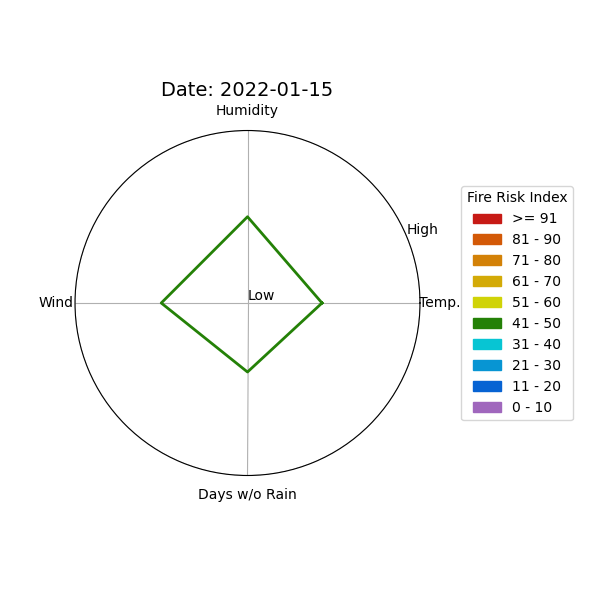 Date: 2022-01-15
Humidity
High
Low
Wind
Temp.
Days w/o Rain
Fire Risk Index
>= 91
81 - 90
71 - 80
61 - 70
51 - 60
41 - 50
31 - 40
21 - 30
11 - 20
0 - 10